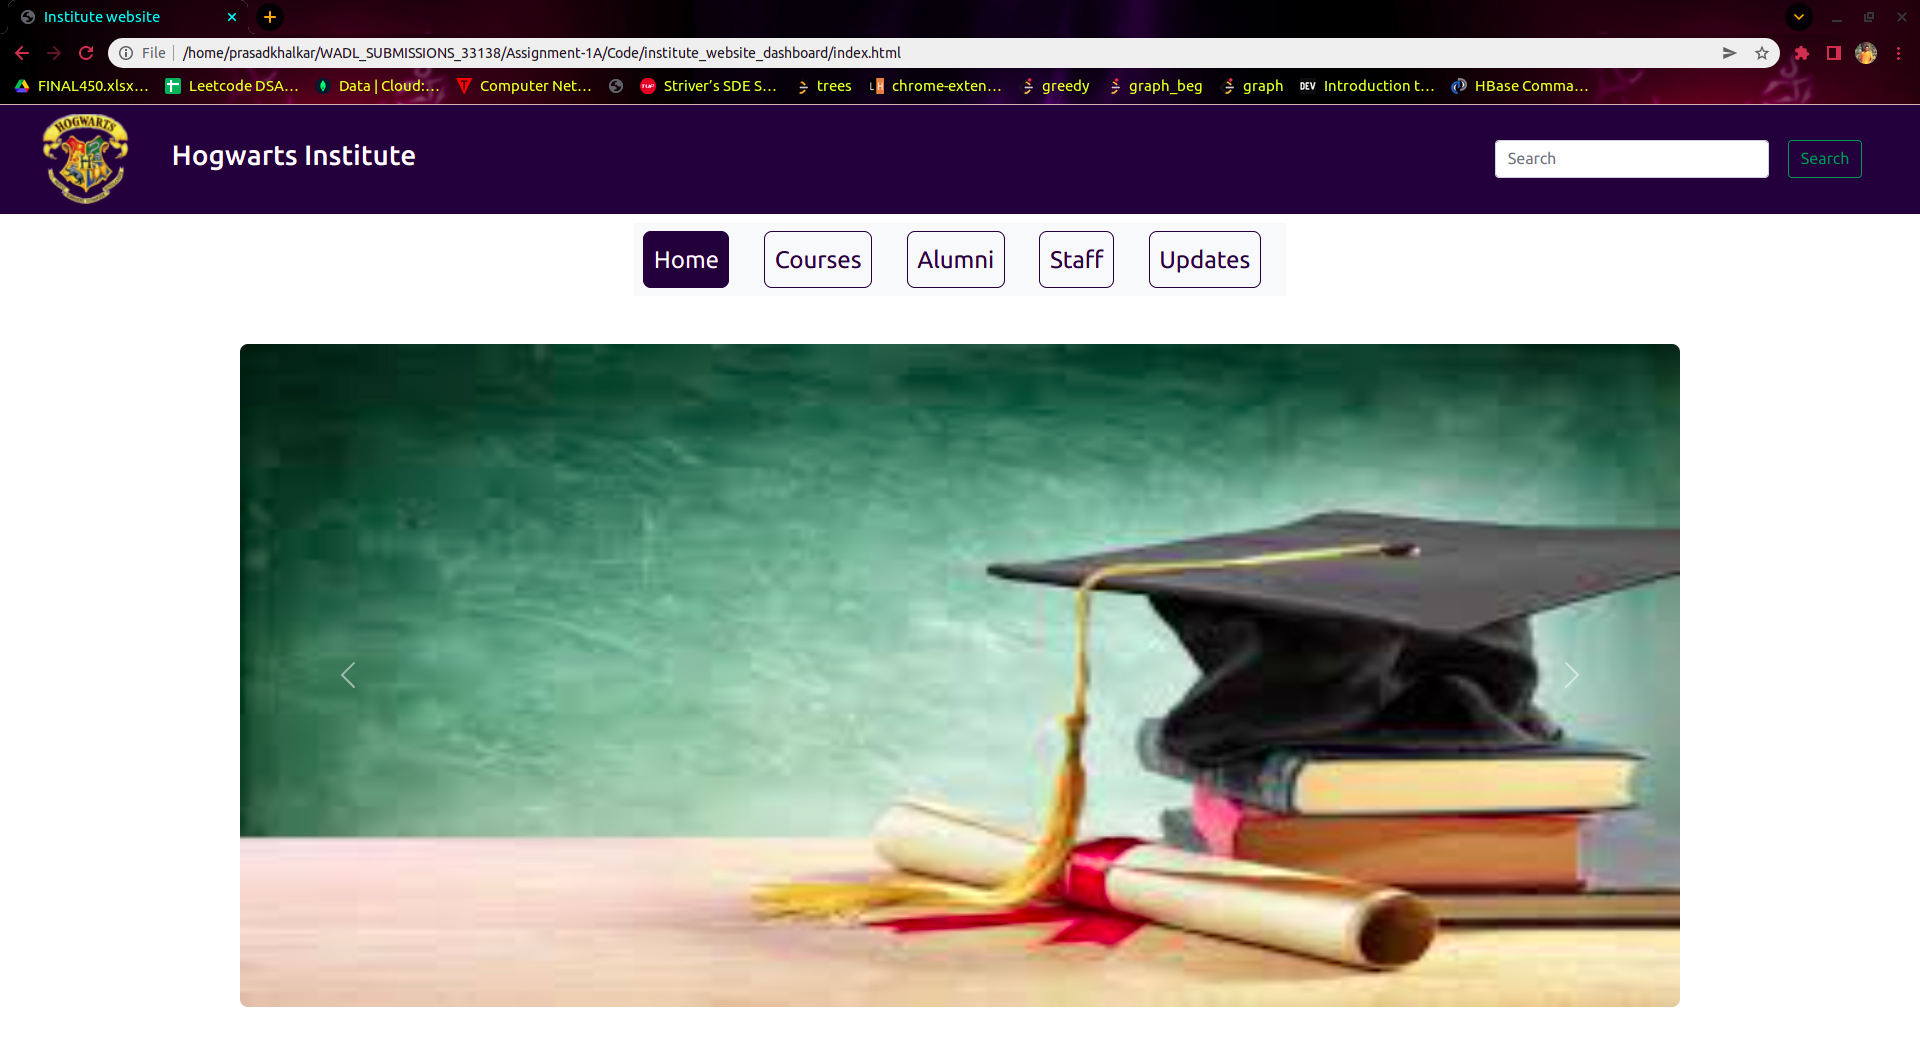 Institute website
File /home/prasadkhalkar/WADL_SUBMISSIONS_33138/Assignment-1A/Code/institute_website_dashboard/index.html
FINAL450.xlsx... Leetcode DSA... Data | Cloud:... Computer Net... Striver's SDE S... trees chrome-exten... greedy graph_beg graph DEV Introduction t... HBase Comma...
HOGWARTS
Hogwarts Institute
Search Search
Home Courses Alumni Staff Updates